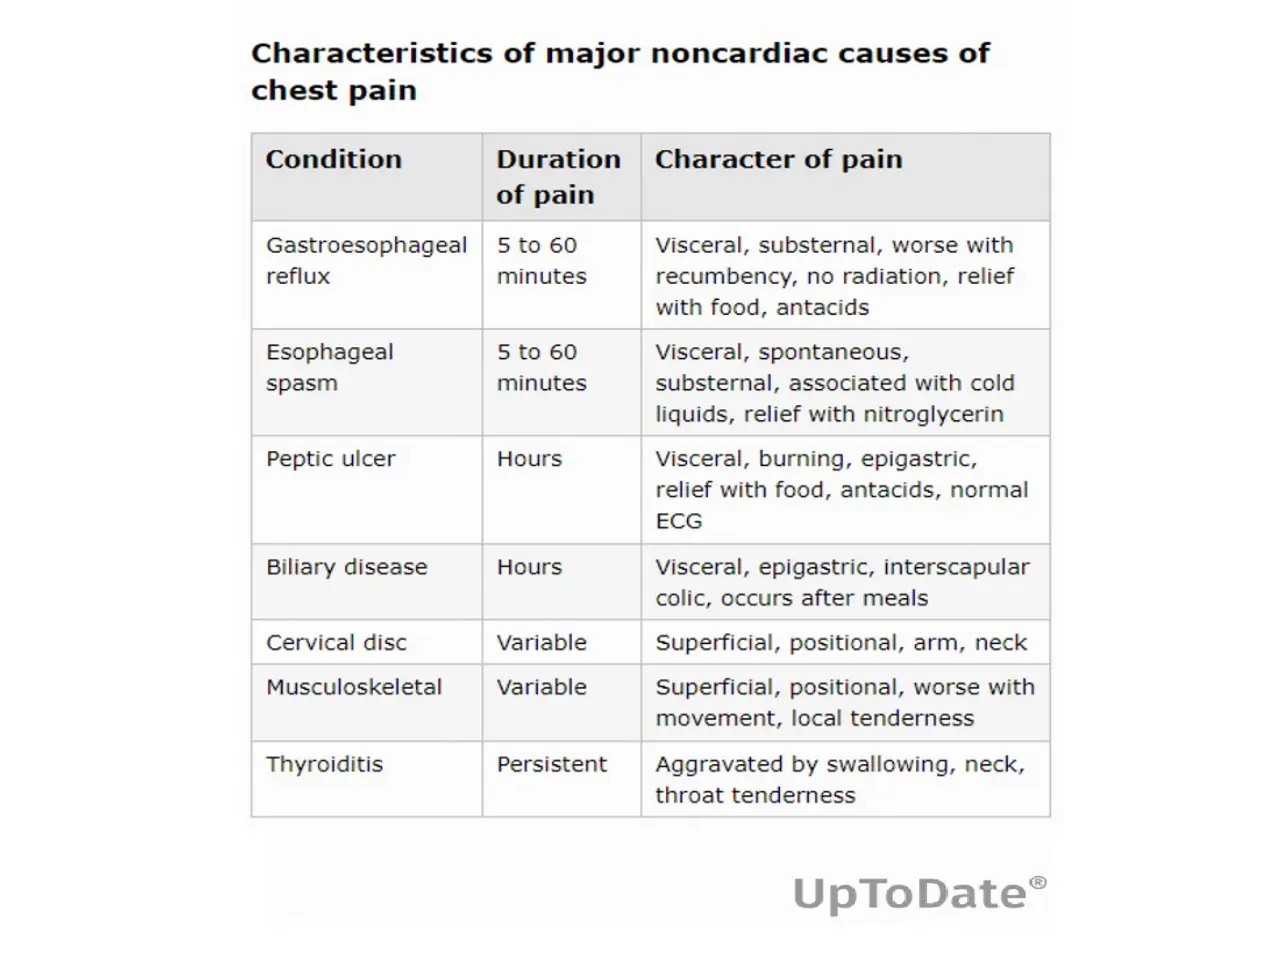 Characteristics of major noncardiac causes of
chest pain
Condition
Duration
of pain
Character of pain
Gastroesophageal
reflux
5 to 60
minutes
Visceral, substernal, worse with
recumbency, no radiation, relief
with food, antacids
Esophageal
spasm
5 to 60
minutes
Visceral, spontaneous,
substernal, associated with cold
liquids, relief with nitroglycerin
Peptic ulcer
Hours
Visceral, burning, epigastric,
relief with food, antacids, normal
ECG
Biliary disease
Hours
Visceral, epigastric, interscapular
colic, occurs after meals
Cervical disc
Variable
Superficial, positional, arm, neck
Musculoskeletal
Variable
Superficial, positional, worse with
movement, local tenderness
Thyroiditis
Persistent
Aggravated by swallowing, neck,
throat tenderness
UpToDate®